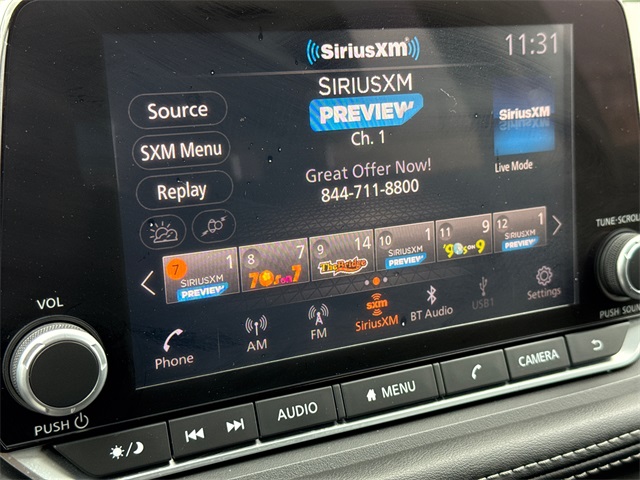 SiriusXM
11:31
SIRIUSXM
PREVIEW
Ch. 1
Source
SXM Menu
Replay
Great Offer Now!
844-711-8800
SiriusXM
Live Mode
7 1
SIRIUSXM
PREVIEW
8 7
70s on 7
9 14
The Bridge
10 1
SIRIUSXM
PREVIEW
11 9
'90s ON 9
12 1
SIRIUSXM
PREVIEW
Phone
AM
FM
sxm
SiriusXM
BT Audio
USB1
Settings
VOL
PUSH
TUNE·SCROLL
PUSH SOUN
AUDIO
MENU
CAMERA